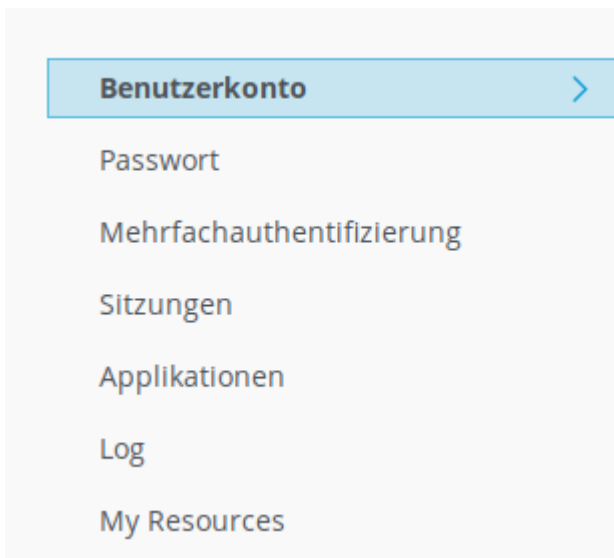 Benutzerkonto
Passwort
Mehrfachauthentifizierung
Sitzungen
Applikationen
Log
My Resources